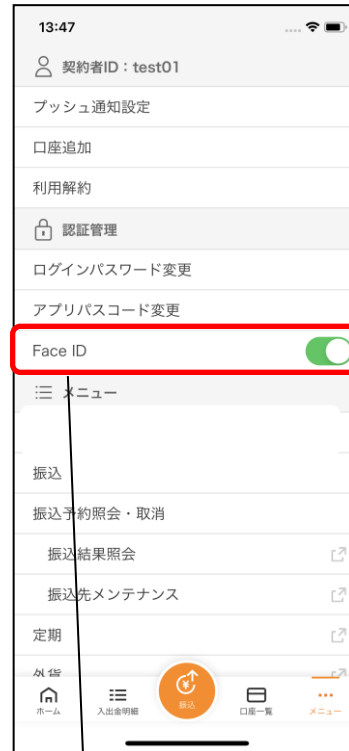 13:47
契約者ID：test01
プッシュ通知設定
口座追加
利用解約
認証管理
ログインパスワード変更
アプリパスコード変更
Face ID
メニュー
振込
振込予約照会・取消
振込結果照会
振込先メンテナンス
定期
外貨
ホーム
入出金明細
振込
口座一覧
メニュー